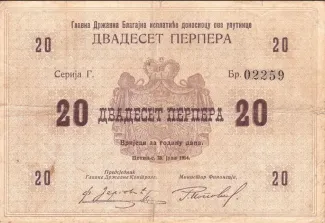 Главна Државна Благајна исплатиће доносиоцу ове упутнице
20 ДВАДЕСЕТ ПЕРПЕРА 20
Серија Г. Бр. 02259
20 ДВАДЕСЕТ ПЕРПЕРА 20
Вриједи за годину дана.
Цетиње, 25. јула 1914.
Предсједник Министар Финансија,
Главне Државне Контроле,
20 20